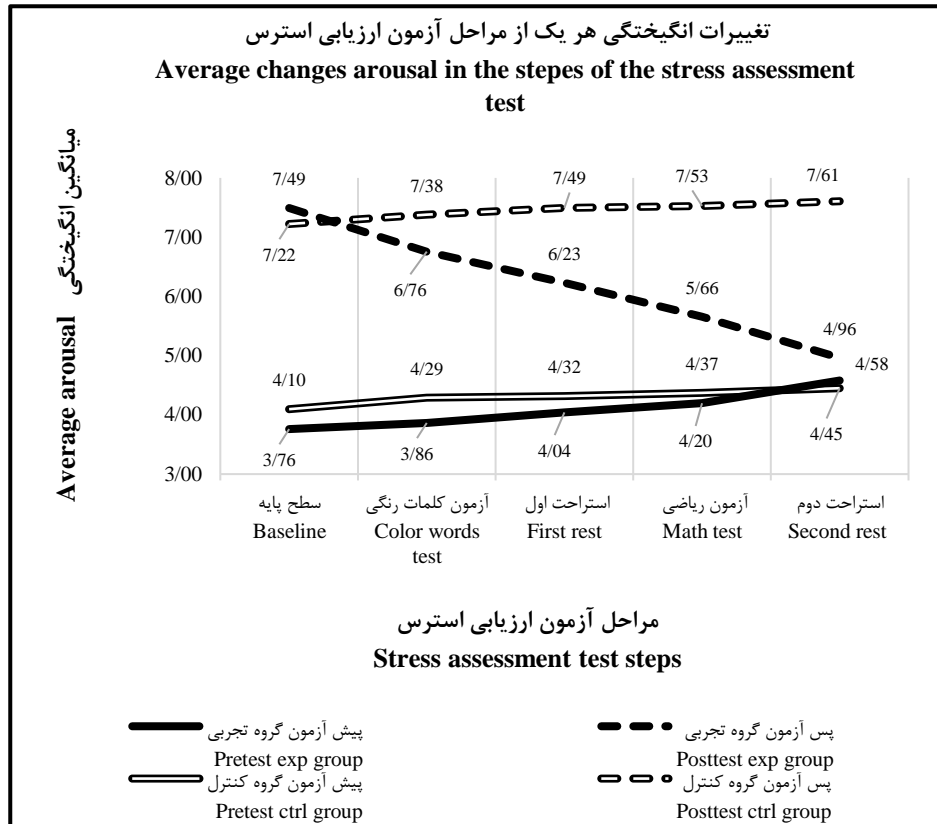 تغییرات انگیختگی هر یک از مراحل آزمون ارزیابی استرس
Average changes arousal in the stepes of the stress assessment
test
میانگین انگیختگی
Average arousal
8/00
7/00
6/00
5/00
4/00
3/00
7/49
7/38
7/49
7/53
7/61
7/22
6/76
6/23
5/66
4/96
4/10
4/29
4/32
4/37
4/58
3/76
3/86
4/04
4/20
4/45
سطح پایه
Baseline
آزمون کلمات رنگی
Color words
test
استراحت اول
First rest
آزمون ریاضی
Math test
استراحت دوم
Second rest
مراحل آزمون ارزیابی استرس
Stress assessment test steps
پیش آزمون گروه تجربی
Pretest exp group
پس آزمون گروه تجربی
Posttest exp group
پیش آزمون گروه کنترل
Pretest ctrl group
پس آزمون گروه کنترل
Posttest ctrl group